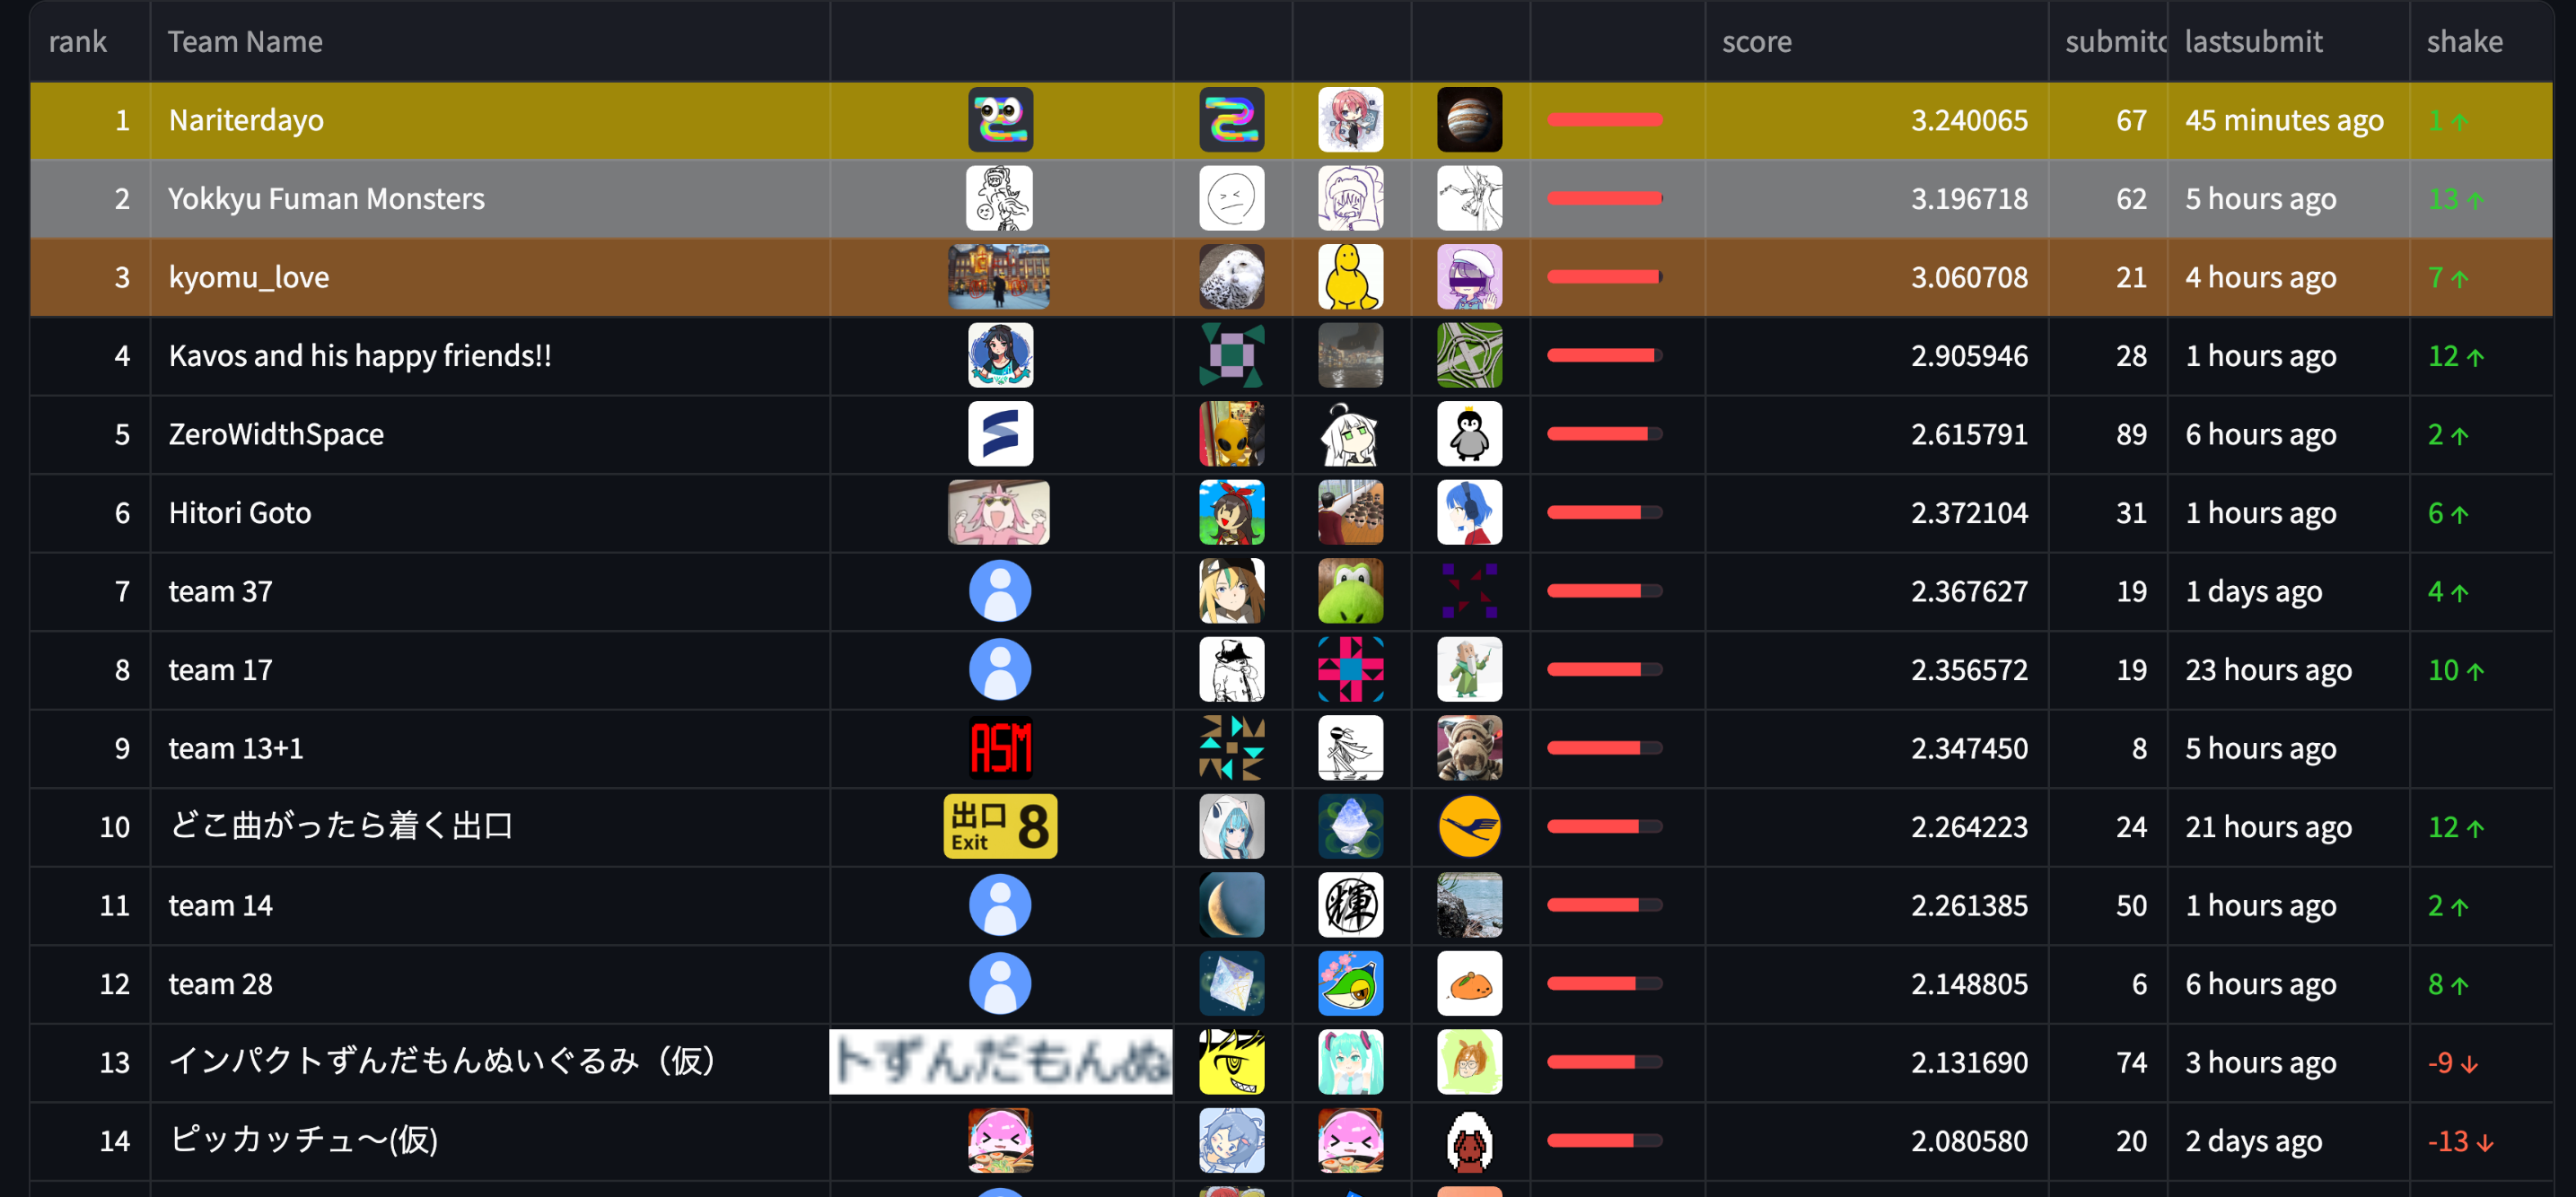 rank Team Name score submitc lastsubmit shake
1 Nariterdayo 3.240065 67 45 minutes ago 1 ↑
2 Yokkyu Fuman Monsters 3.196718 62 5 hours ago 13 ↑
3 kyomu_love 3.060708 21 4 hours ago 7 ↑
4 Kavos and his happy friends!! 2.905946 28 1 hours ago 12 ↑
5 ZeroWidthSpace 2.615791 89 6 hours ago 2 ↑
6 Hitori Goto 2.372104 31 1 hours ago 6 ↑
7 team 37 2.367627 19 1 days ago 4 ↑
8 team 17 2.356572 19 23 hours ago 10 ↑
9 team 13+1 ASM 2.347450 8 5 hours ago
10 どこ曲がったら着く出口 出口 Exit 8 2.264223 24 21 hours ago 12 ↑
11 team 14 輝 2.261385 50 1 hours ago 2 ↑
12 team 28 2.148805 6 6 hours ago 8 ↑
13 インパクトずんだもんぬいぐるみ（仮） トずんだもんぬ 2.131690 74 3 hours ago -9 ↓
14 ピッカッチュ～(仮) 2.080580 20 2 days ago -13 ↓